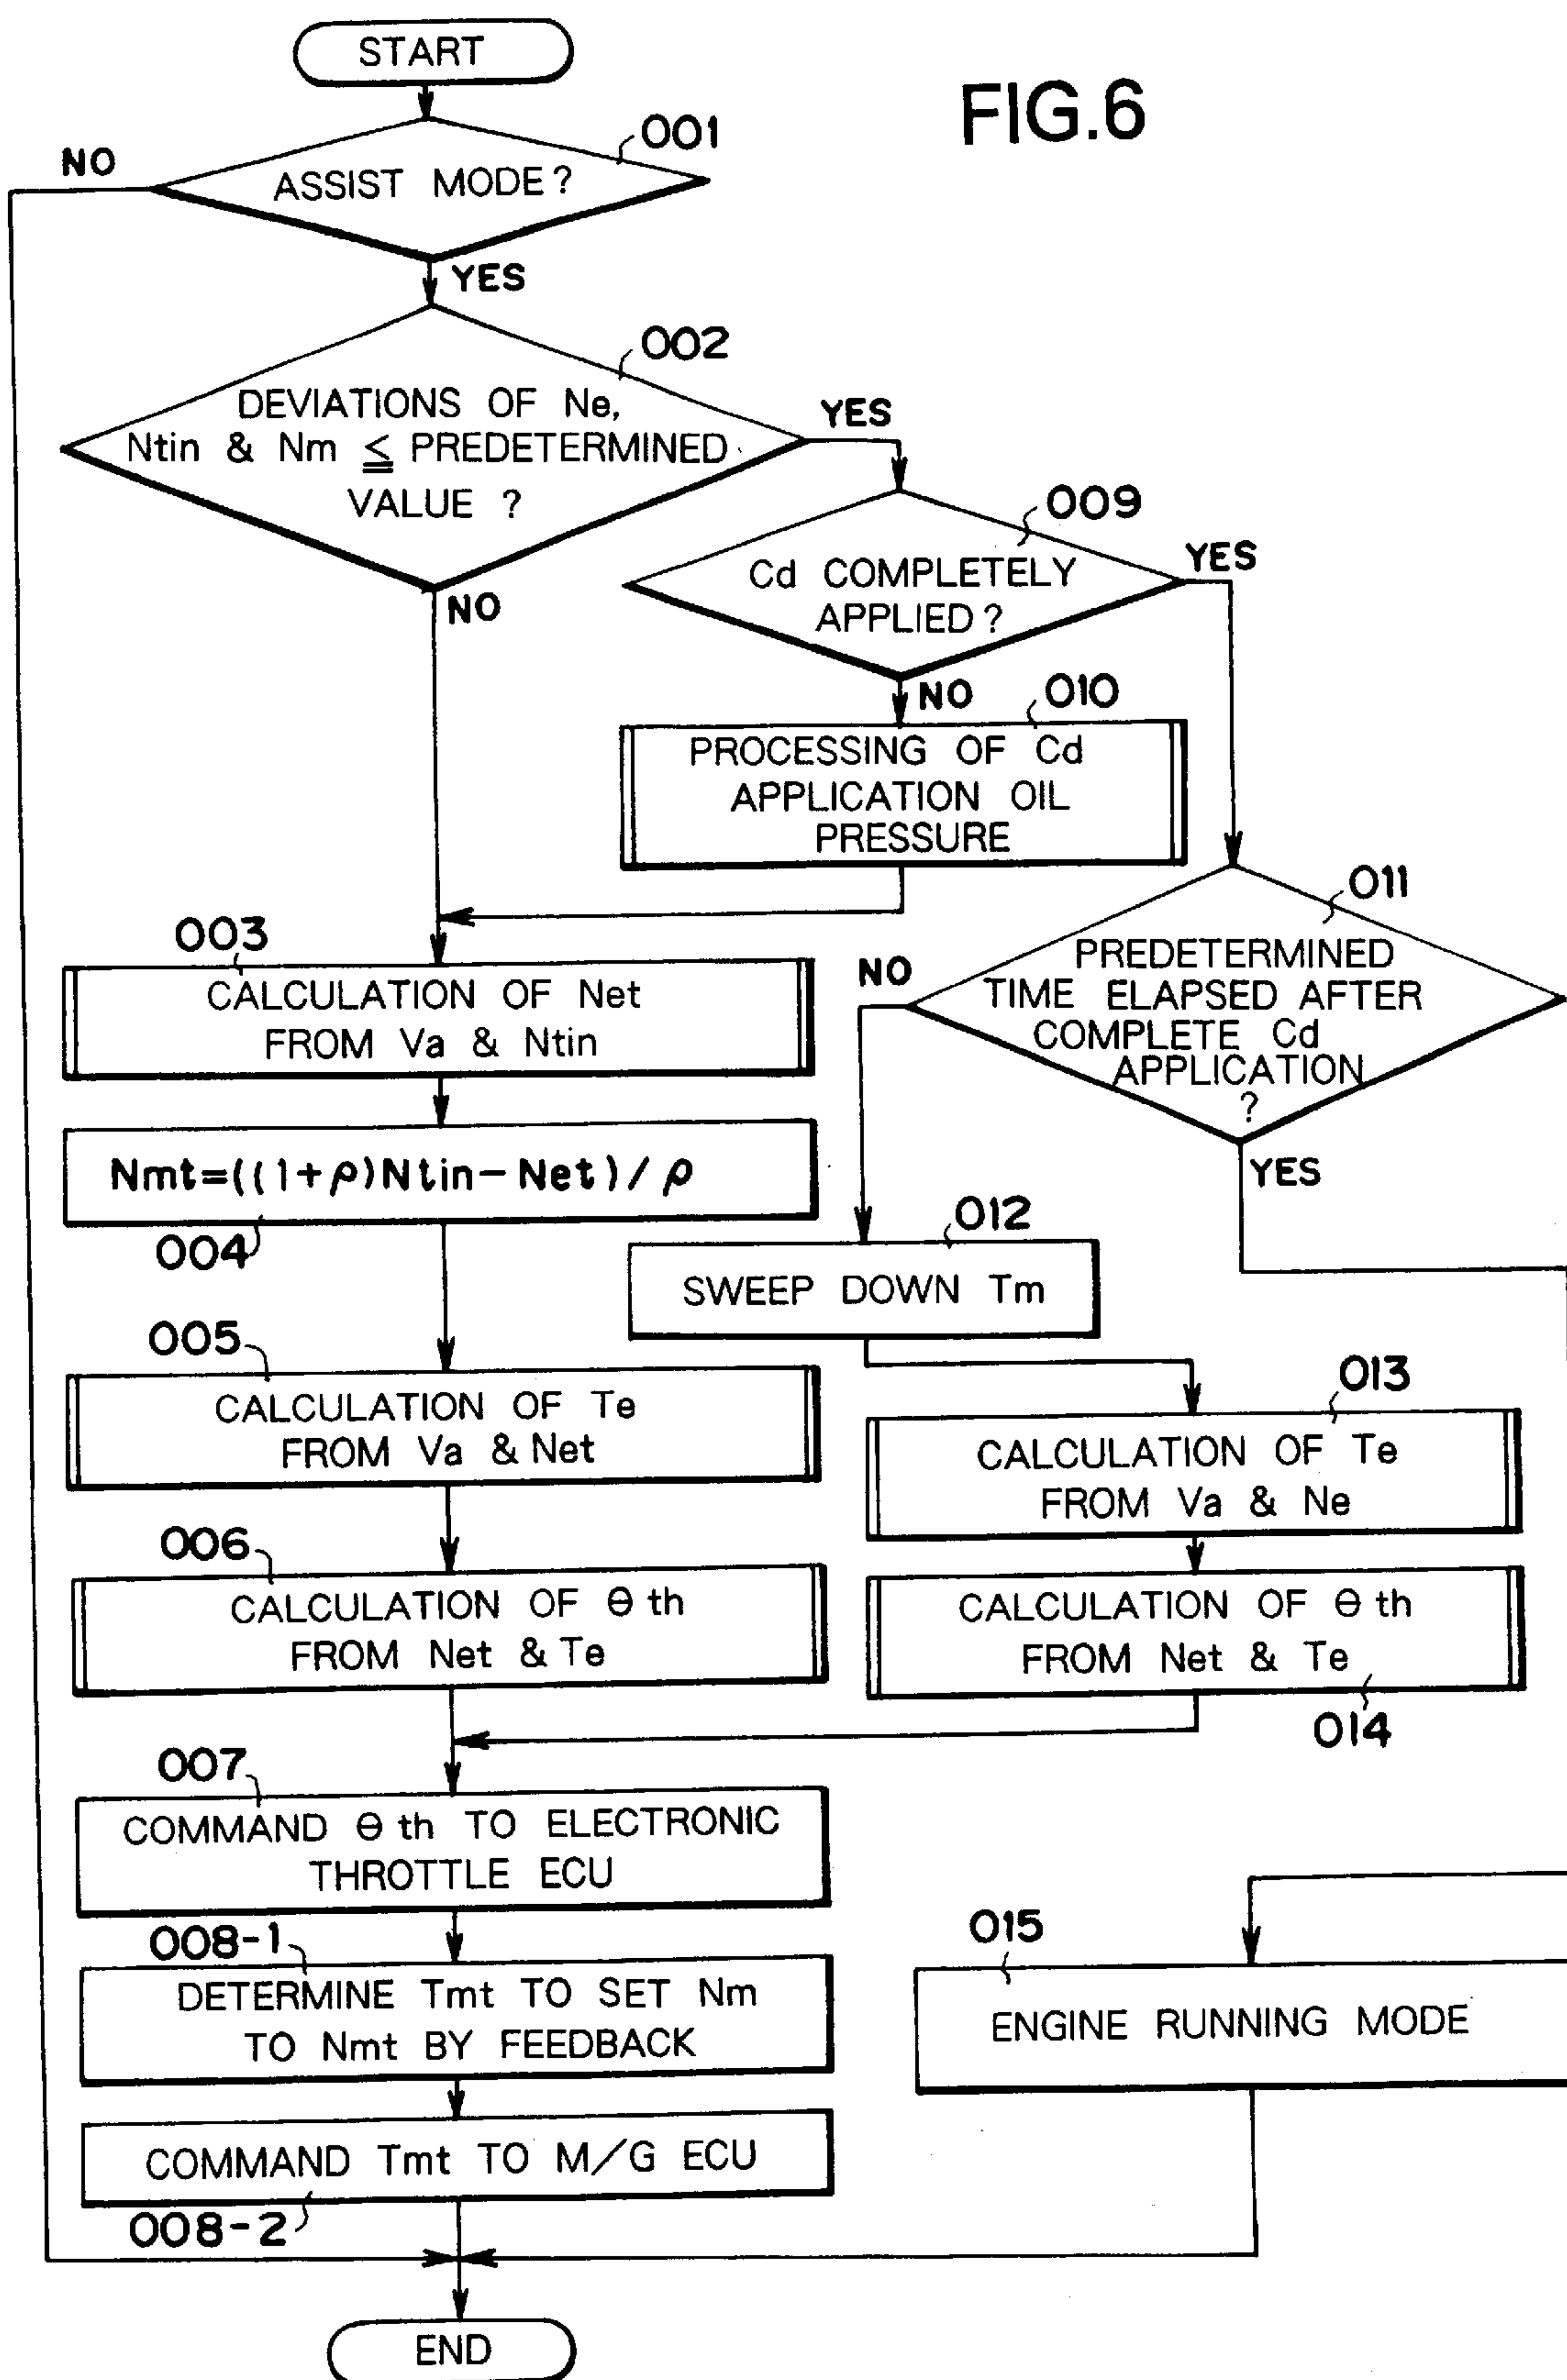 START
FIG.6
001
NO
ASSIST MODE?
YES
002
DEVIATIONS OF Ne,
Ntin & Nm ≦ PREDETERMINED
VALUE ?
YES
NO
009
Cd COMPLETELY
APPLIED?
YES
NO
010
PROCESSING OF Cd
APPLICATION OIL
PRESSURE
011
PREDETERMINED
TIME ELAPSED AFTER
COMPLETE Cd
APPLICATION
?
NO
YES
003
CALCULATION OF Net
FROM Va & Ntin
Nmt=((1+ρ)Ntin-Net)/ρ
004
012
SWEEP DOWN Tm
005
CALCULATION OF Te
FROM Va & Net
013
CALCULATION OF Te
FROM Va & Ne
006
CALCULATION OF Θth
FROM Net & Te
CALCULATION OF Θth
FROM Net & Te
014
007
COMMAND Θth TO ELECTRONIC
THROTTLE ECU
008-1
DETERMINE Tmt TO SET Nm
TO Nmt BY FEEDBACK
015
ENGINE RUNNING MODE
COMMAND Tmt TO M/G ECU
008-2
END